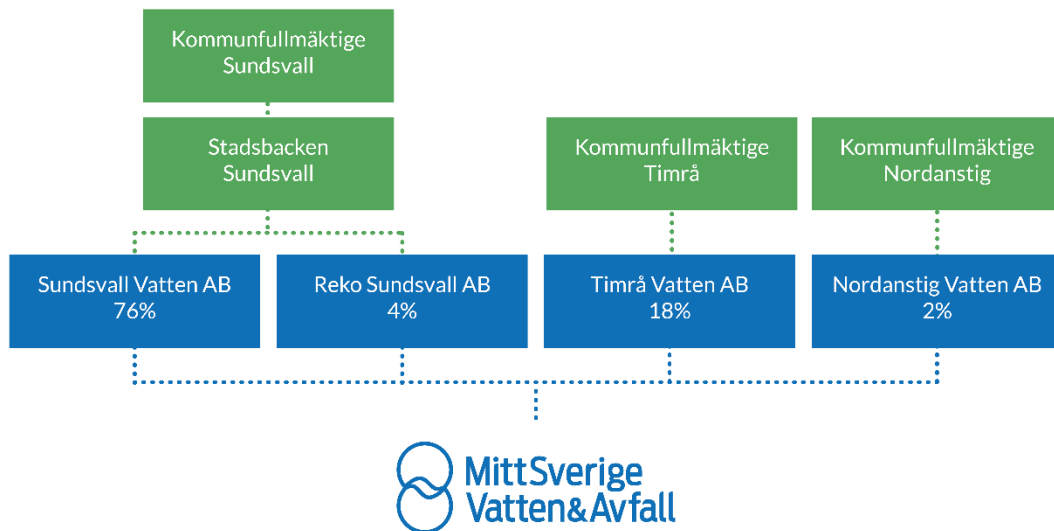 Kommunfullmäktige
Sundsvall
Stadsbacken
Sundsvall
Kommunfullmäktige
Timrå
Kommunfullmäktige
Nordanstig
Sundsvall Vatten AB
76%
Reko Sundsvall AB
4%
Timrå Vatten AB
18%
Nordanstig Vatten AB
2%
MittSverige
Vatten&Avfall